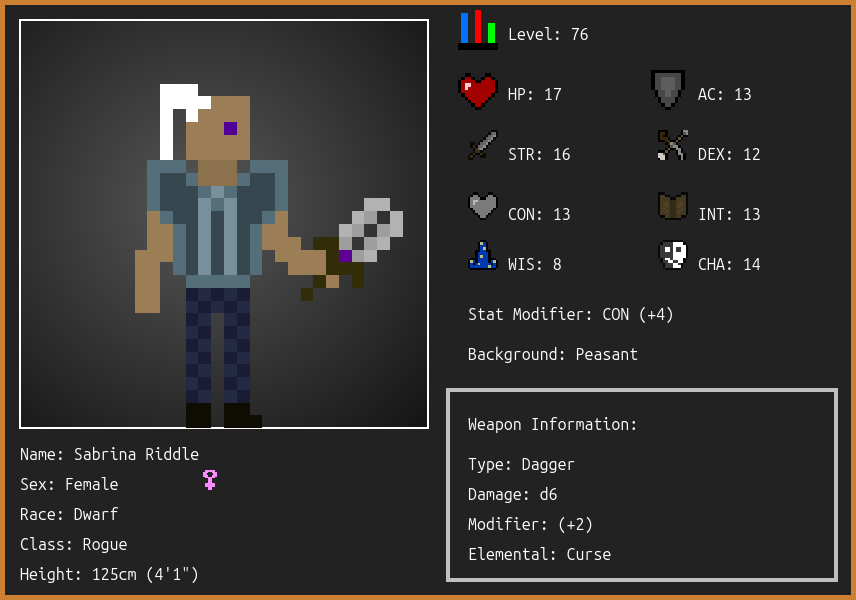 Level: 76
HP: 17
AC: 13
STR: 16
DEX: 12
CON: 13
INT: 13
WIS: 8
CHA: 14
Stat Modifier: CON (+4)
Background: Peasant
Weapon Information:
Type: Dagger
Damage: d6
Modifier: (+2)
Elemental: Curse
Name: Sabrina Riddle
Sex: Female
Race: Dwarf
Class: Rogue
Height: 125cm (4'1")